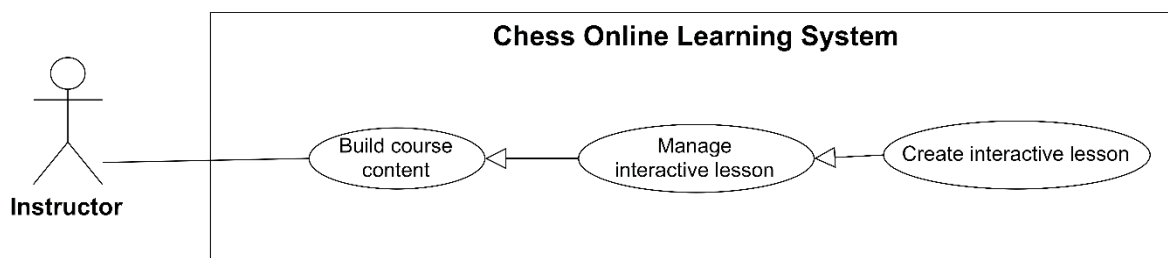 Chess Online Learning System
Build course
content
Manage
interactive lesson
Create interactive lesson
Instructor